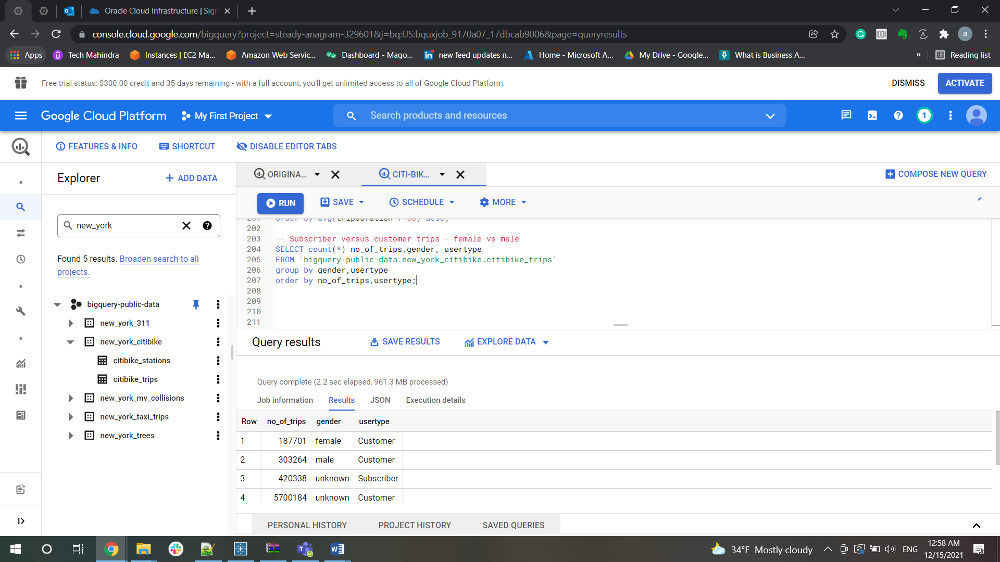 Oracle Cloud Infrastructure | Sign
console.cloud.google.com/bigquery?project=steady-anagram-329601&j=bq:US:bquxjob_9170a07_17dbcab9006&page=queryresults
a
Apps
Tech Mahindra
Instances | EC2 Ma...
Amazon Web Servic...
Dashboard - Mago...
new feed updates n...
Home - Microsoft A...
My Drive - Google...
What is Business A...
»
Reading list
Free trial status: $300.00 credit and 35 days remaining - with a full account, you'll get unlimited access to all of Google Cloud Platform.
DISMISS
ACTIVATE
Google Cloud Platform
My First Project
Search products and resources
1
FEATURES & INFO
SHORTCUT
DISABLE EDITOR TABS
Explorer
+ ADD DATA
new_york
Found 5 results. Broaden search to all
projects.
bigquery-public-data
new_york_311
new_york_citibike
citibike_stations
citibike_trips
new_york_mv_collisions
new_york_taxi_trips
new_york_trees
ORIGINA...
CITI-BIK...
COMPOSE NEW QUERY
RUN
SAVE
SCHEDULE
MORE
201 order by avg(tripduration / 60) desc;
202
203 -- Subscriber versus customer trips - female vs male
204 SELECT count(*) no_of_trips,gender, usertype
205 FROM `bigquery-public-data.new_york_citibike.citibike_trips`
206 group by gender,usertype
207 order by no_of_trips,usertype;
208
209
210
211
Query results
SAVE RESULTS
EXPLORE DATA
Query complete (2.2 sec elapsed, 961.3 MB processed)
Job information
Results
JSON
Execution details
Row no_of_trips gender usertype
1 187701 female Customer
2 303264 male Customer
3 420338 unknown Subscriber
4 5700184 unknown Customer
PERSONAL HISTORY
PROJECT HISTORY
SAVED QUERIES
34°F Mostly cloudy
ENG
12:58 AM
12/15/2021